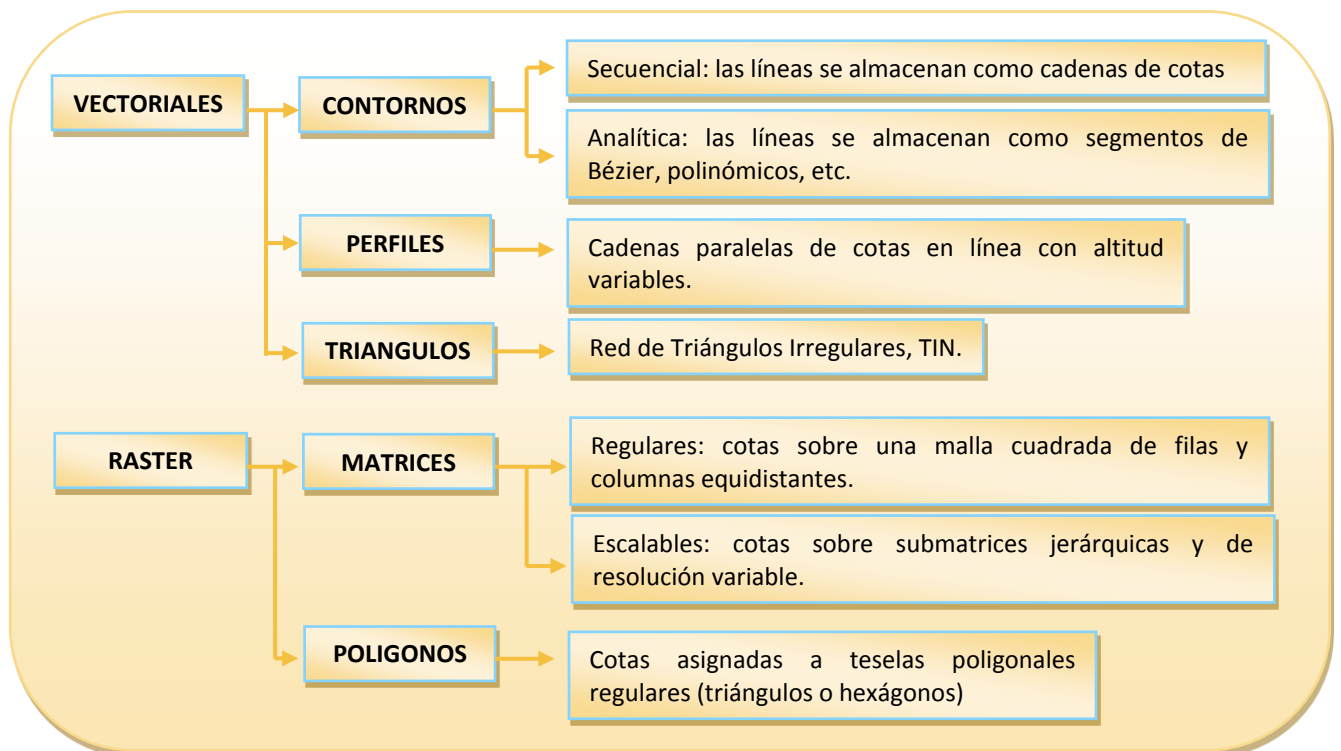 VECTORIALES
CONTORNOS
Secuencial: las líneas se almacenan como cadenas de cotas
Analítica: las líneas se almacenan como segmentos de
Bézier, polinómicos, etc.
PERFILES
Cadenas paralelas de cotas en línea con altitud
variables.
TRIANGULOS
Red de Triángulos Irregulares, TIN.
RASTER
MATRICES
Regulares: cotas sobre una malla cuadrada de filas y
columnas equidistantes.
Escalables: cotas sobre submatrices jerárquicas y de
resolución variable.
POLIGONOS
Cotas asignadas a teselas poligonales
regulares (triángulos o hexágonos)